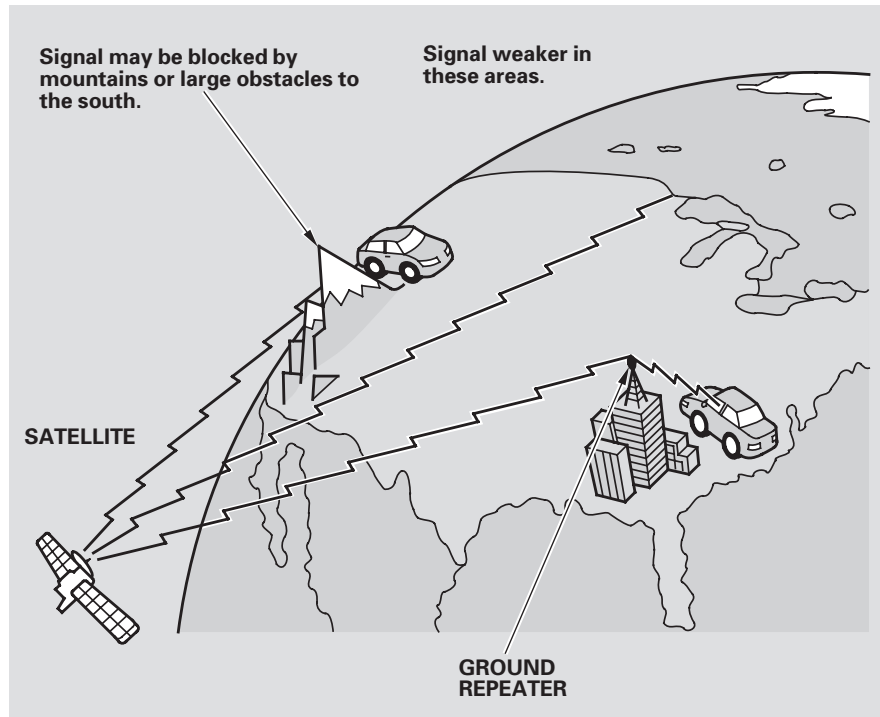 Signal may be blocked by
mountains or large obstacles to
the south.
Signal weaker in
these areas.
SATELLITE
GROUND
REPEATER